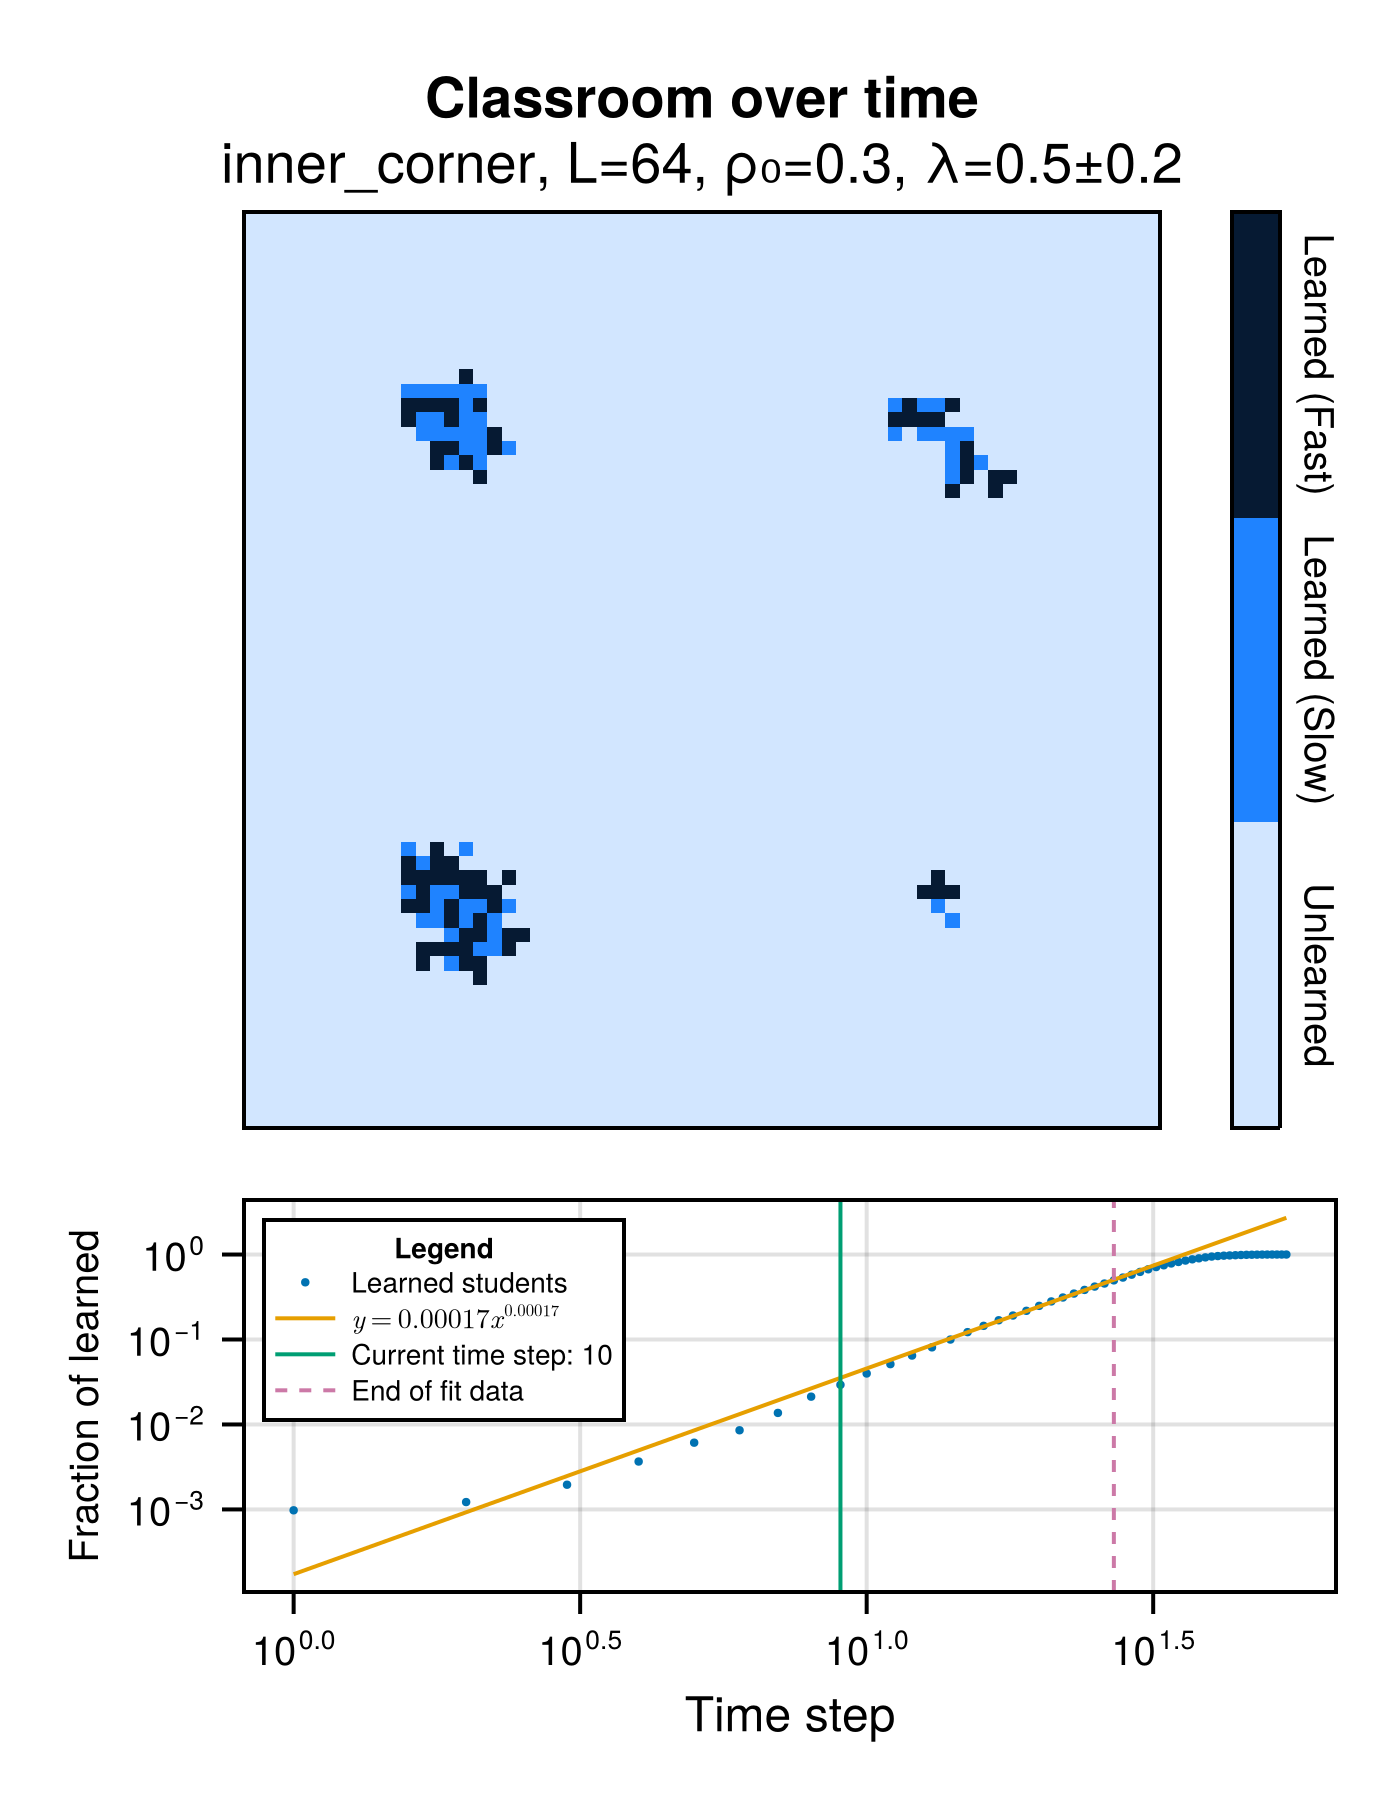 Classroom over time
inner_corner, L=64, ρ₀=0.3, λ=0.5±0.2
Learned (Fast)
Learned (Slow)
Unlearned
Legend
Learned students
y = 0.00017x^0.00017
Current time step: 10
End of fit data
Fraction of learned
10⁰
10⁻¹
10⁻²
10⁻³
10^0.0
10^0.5
10^1.0
10^1.5
Time step